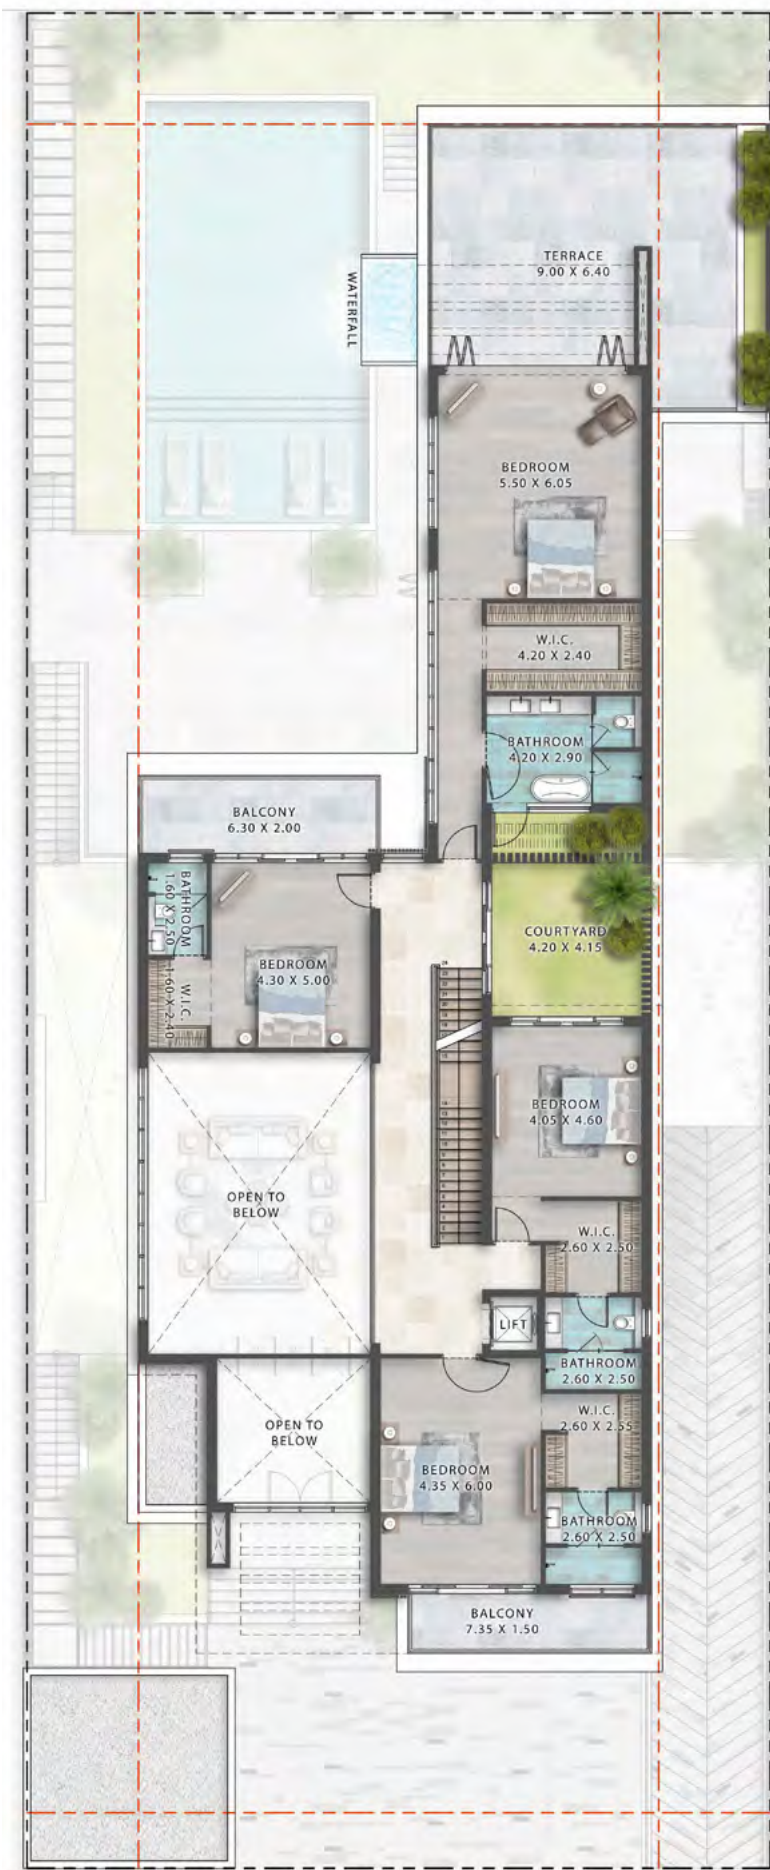 TERRACE
9.00 X 6.40
WATERFALL
BEDROOM
5.50 X 6.05
W.I.C.
4.20 X 2.40
BATHROOM
4.20 X 2.90
BALCONY
6.30 X 2.00
BATHROOM
1.60 X 2.50
BEDROOM
4.30 X 5.00
W.I.C.
1.60 X 2.40
COURTYARD
4.20 X 4.15
BEDROOM
4.05 X 4.60
OPEN TO
BELOW
W.I.C.
2.60 X 2.50
LIFT
BATHROOM
2.60 X 2.50
OPEN TO
BELOW
W.I.C.
2.60 X 2.55
BEDROOM
4.35 X 6.00
BATHROOM
2.60 X 2.50
BALCONY
7.35 X 1.50